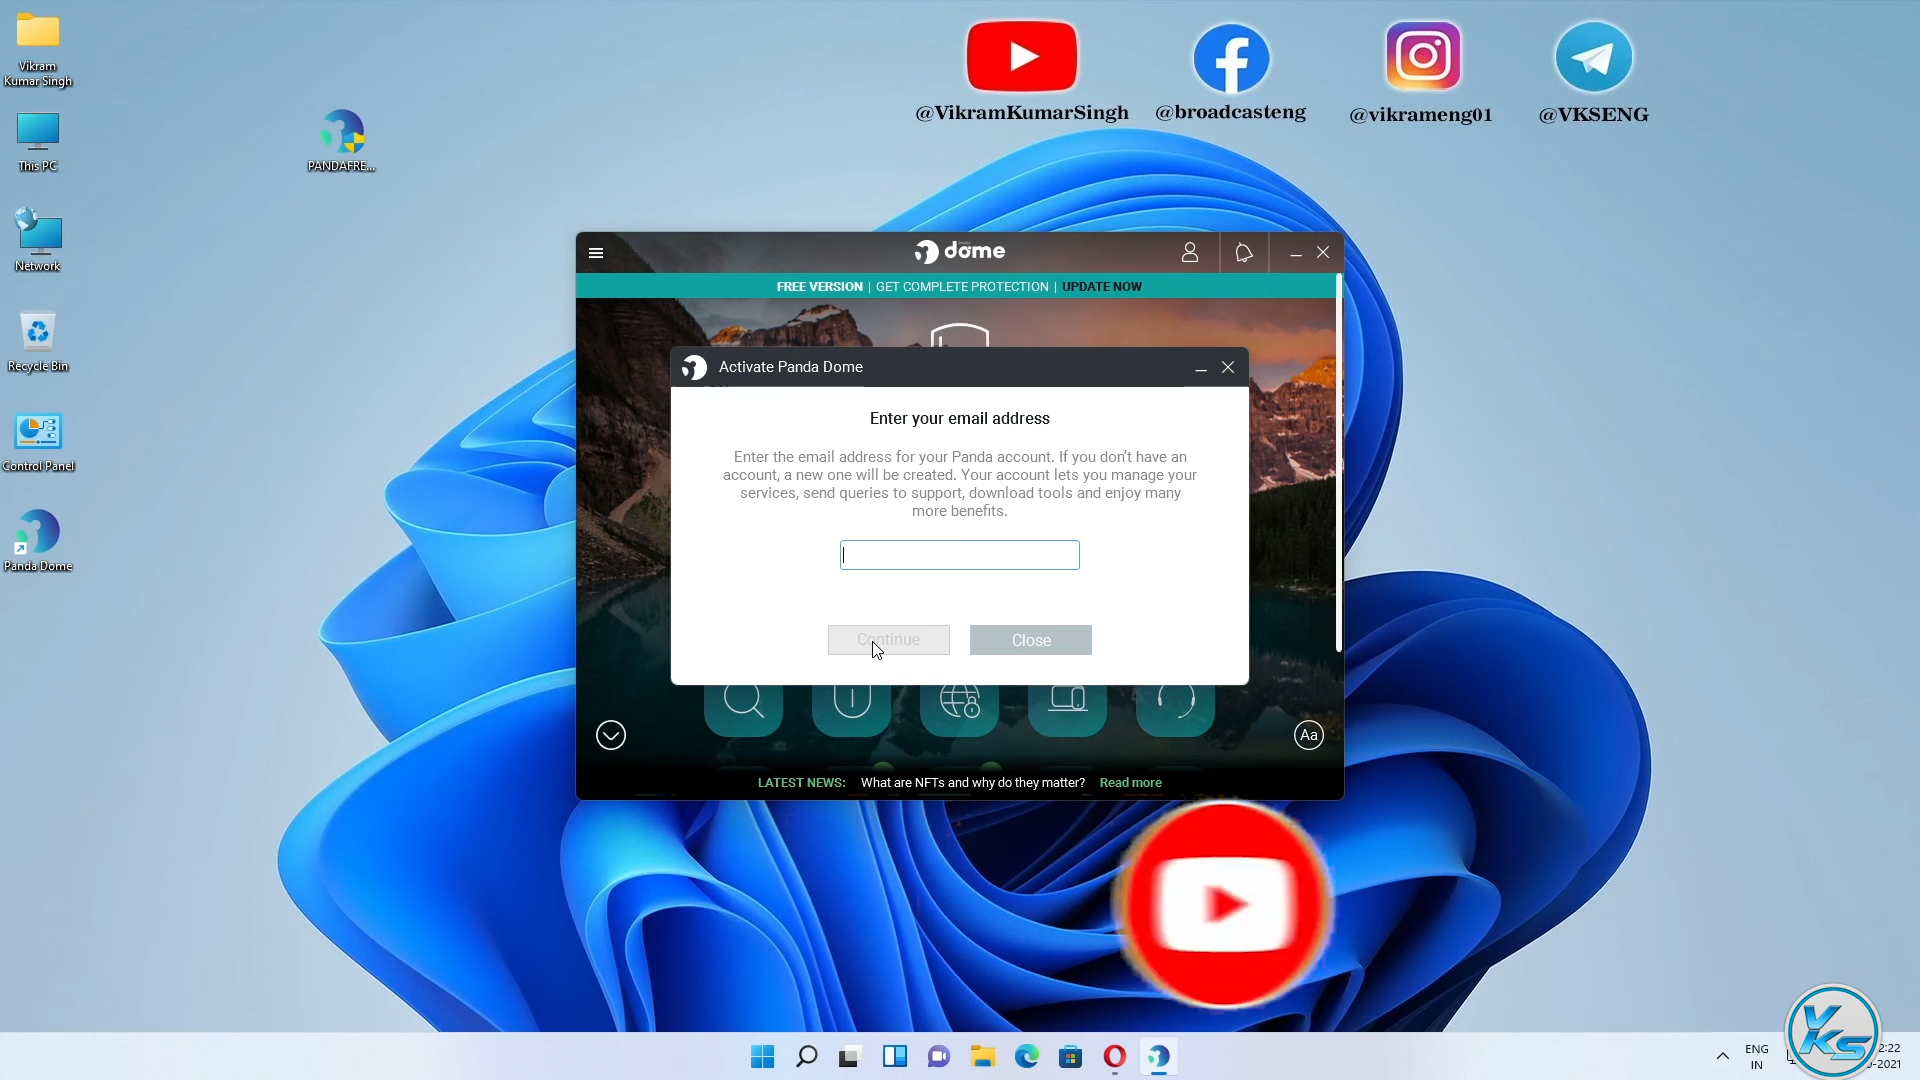 Vikram
Kumar Singh
This PC
Network
Recycle Bin
Control Panel
Panda Dome
PANDAFRE...
@VikramKumarSingh
@broadcasteng
@vikrameng01
@VKSENG
dome
FREE VERSION | GET COMPLETE PROTECTION | UPDATE NOW
Activate Panda Dome
Enter your email address
Enter the email address for your Panda account. If you don't have an
account, a new one will be created. Your account lets you manage your
services, send queries to support, download tools and enjoy many
more benefits.
Continue
Close
Aa
LATEST NEWS: What are NFTs and why do they matter? Read more
ENG
IN
2:22
-2021
VKS